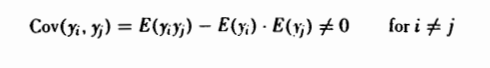 Cov(yᵢ, yⱼ) = E(yᵢyⱼ) − E(yᵢ) · E(yⱼ) ≠ 0 for i ≠ j